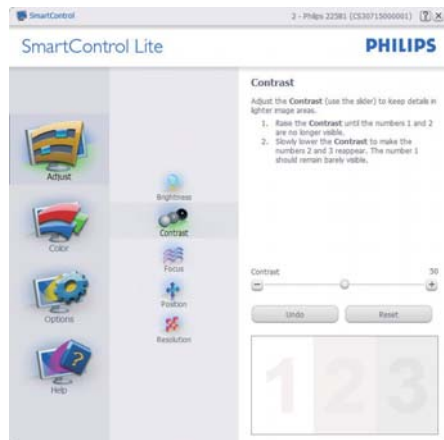 SmartControl
2 - Philips 225B1 (CS30715000001)
SmartControl Lite
PHILIPS
Adjust
Color
Options
Help
Brightness
Contrast
Focus
Position
Resolution
Contrast
Adjust the Contrast (use the slider) to keep details in
lighter image areas.
1. Raise the Contrast until the numbers 1 and 2
are no longer visible.
2. Slowly lower the Contrast to make the
numbers 2 and 3 reappear. The number 1
should remain barely visible.
Contrast 50
Undo Reset
1 2 3